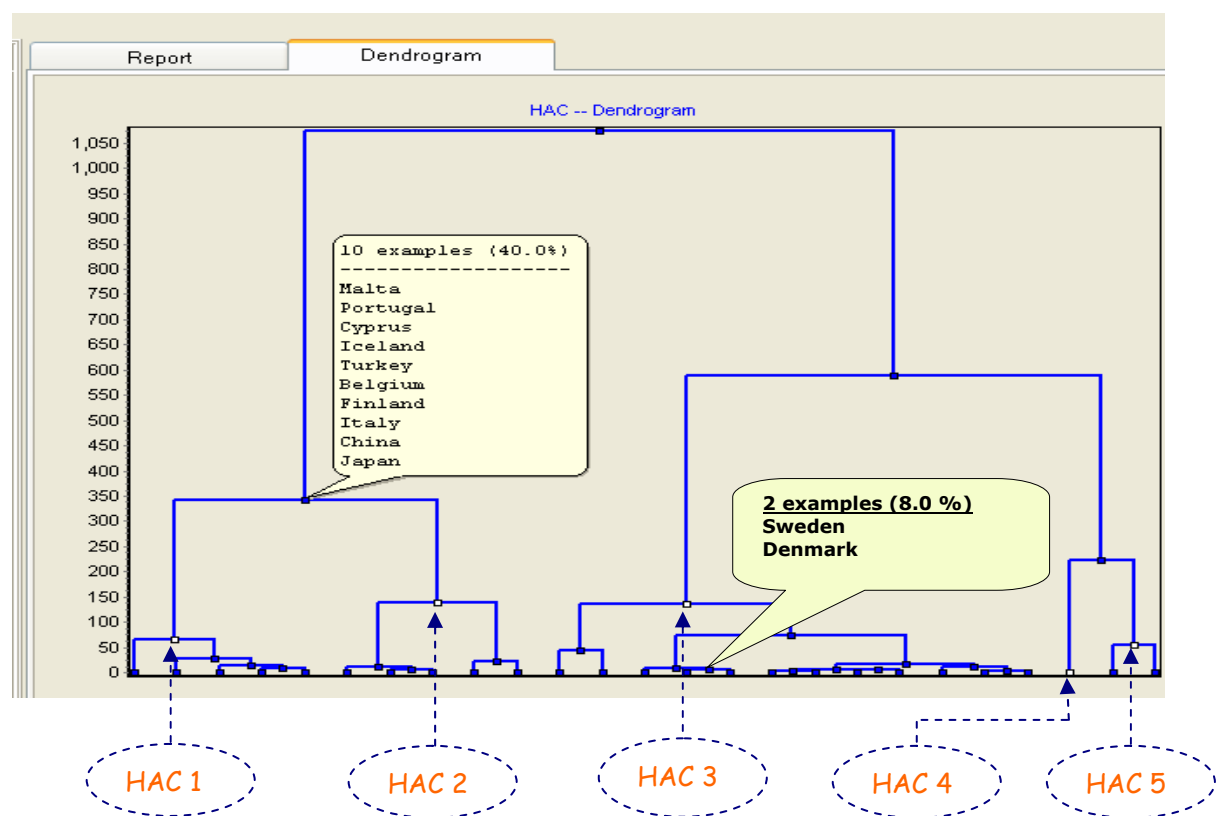 Report
Dendrogram
HAC -- Dendrogram
1,050
1,000
950
900
850
800
750
700
650
600
550
500
450
400
350
300
250
200
150
100
50
0
10 examples (40.0%)
-------------------
Malta
Portugal
Cyprus
Iceland
Turkey
Belgium
Finland
Italy
China
Japan
2 examples (8.0 %)
Sweden
Denmark
HAC 1
HAC 2
HAC 3
HAC 4
HAC 5